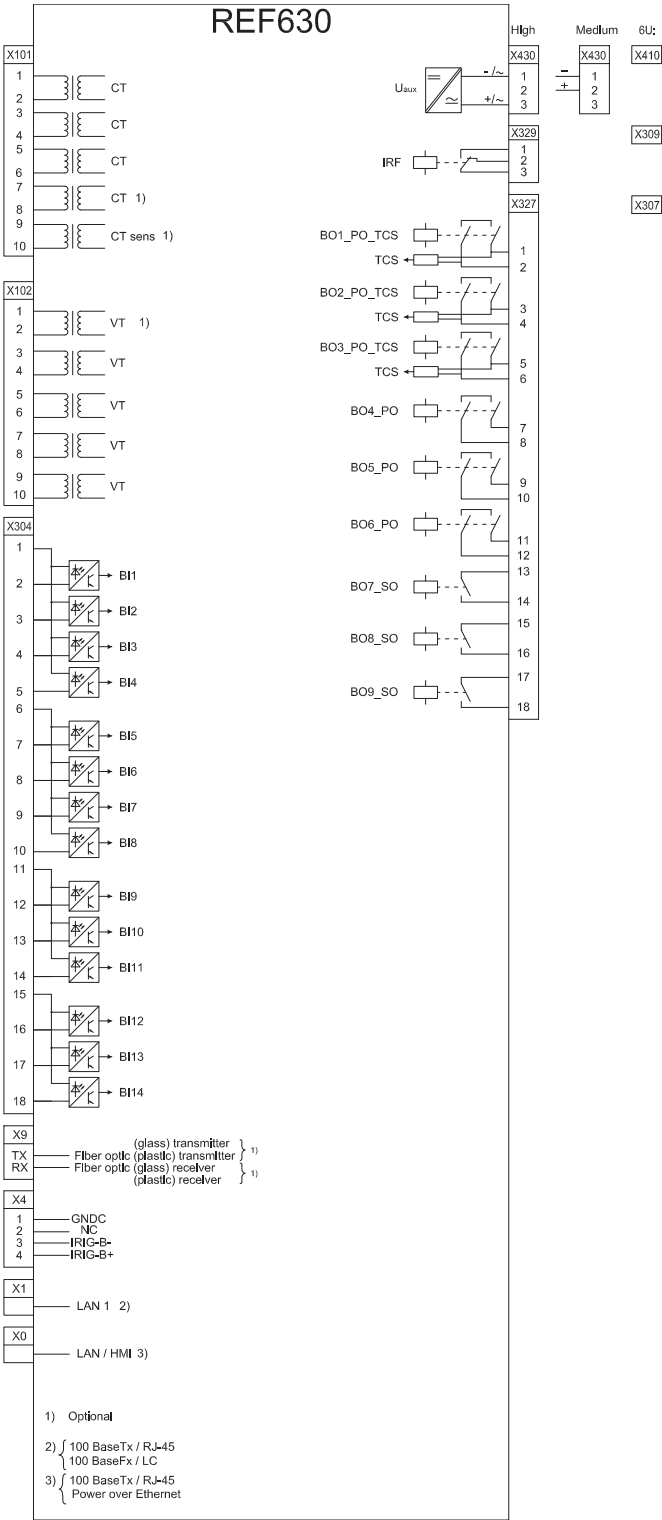 REF630
HIgh Medium 6U:
X101
1
CT
2
3
CT
4
5
CT
6
7
CT 1)
8
9
CT sens 1)
10
X102
1
VT 1)
2
3
VT
4
5
VT
6
7
VT
8
9
VT
10
X304
1
BI1
2
BI2
3
BI3
4
BI4
5
6
BI5
7
BI6
8
BI7
9
BI8
10
11
BI9
12
BI10
13
BI11
14
15
BI12
16
BI13
17
BI14
18
X9
(glass) transmitter
TX Fiber optic (plastic) transmitter 1)
RX Fiber optic (glass) receiver
(plastic) receiver 1)
X4
1 GNDC
2 NC
3 IRIG-B-
4 IRIG-B+
X1
LAN 1 2)
X0
LAN / HMI 3)
1) Optional
2) 100 BaseTx / RJ-45
100 BaseFx / LC
3) 100 BaseTx / RJ-45
Power over Ethernet
X430 X430 X410
Uaux
- /~ 1 – 1
2 + 2
+/~ 3 3
X329 X309
IRF
1
2
3
X327 X307
BO1_PO_TCS
1
TCS
2
BO2_PO_TCS
3
TCS
4
BO3_PO_TCS
5
TCS
6
BO4_PO
7
8
BO5_PO
9
10
BO6_PO
11
12
13
BO7_SO
14
15
BO8_SO
16
17
BO9_SO
18